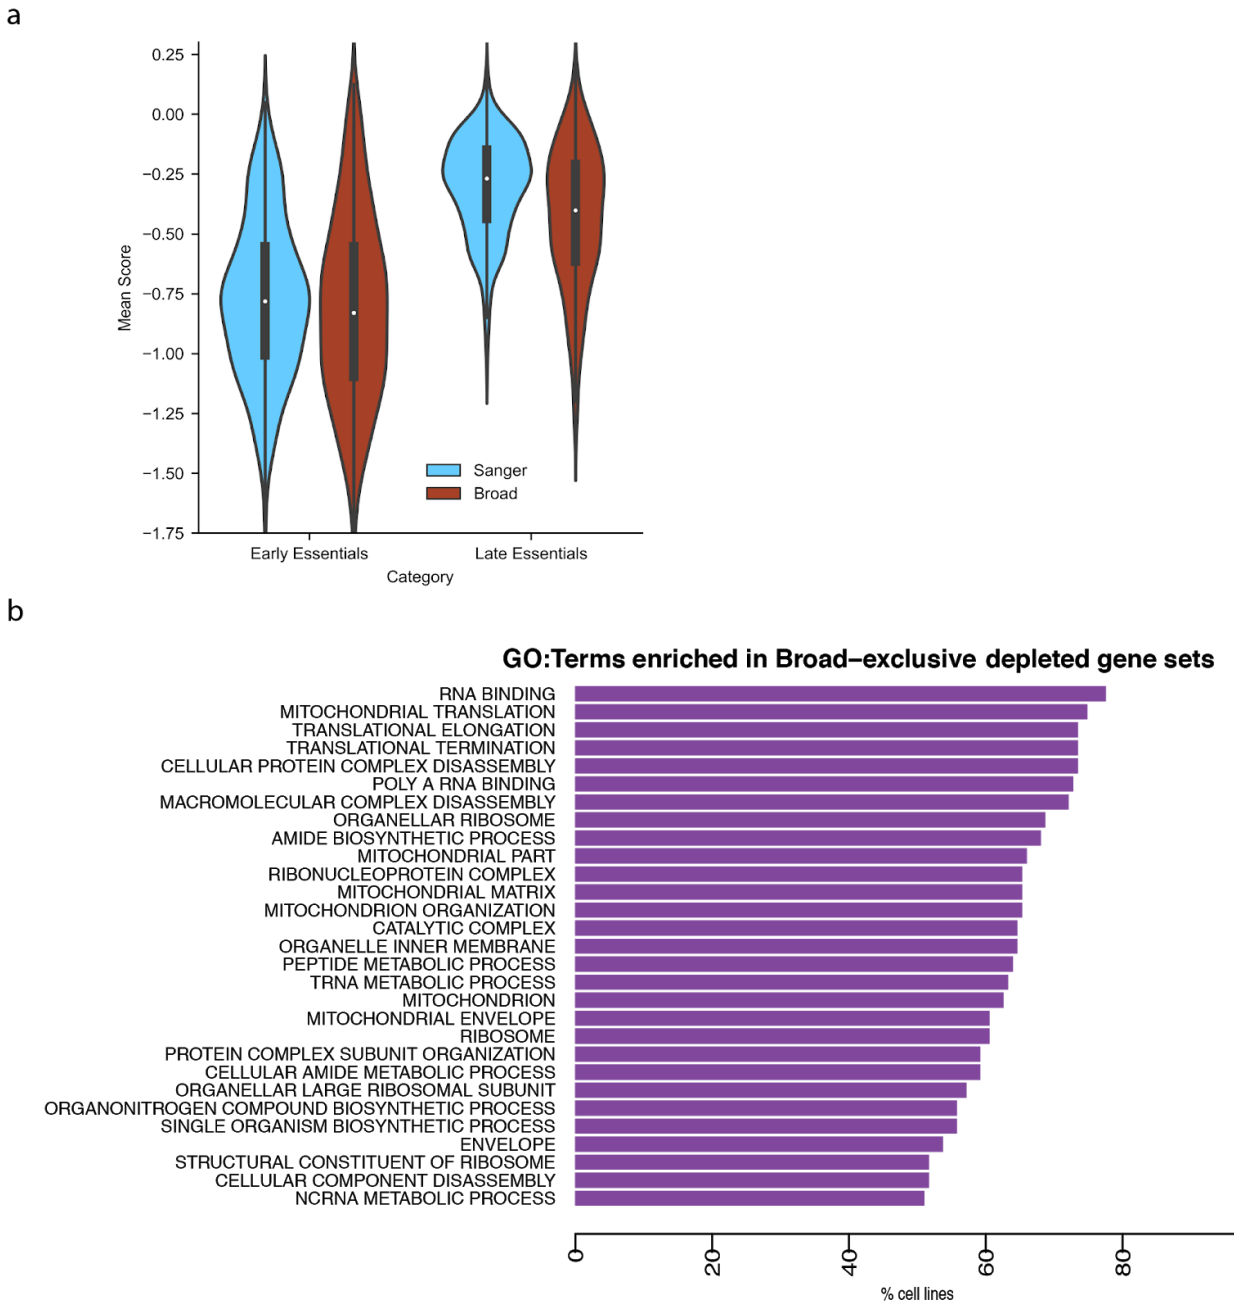 a
0.25
0.00
−0.25
−0.50
−0.75
−1.00
−1.25
−1.50
−1.75
Mean Score
Sanger
Broad
Early Essentials
Late Essentials
Category
b
GO:Terms enriched in Broad−exclusive depleted gene sets
RNA BINDING
MITOCHONDRIAL TRANSLATION
TRANSLATIONAL ELONGATION
TRANSLATIONAL TERMINATION
CELLULAR PROTEIN COMPLEX DISASSEMBLY
POLY A RNA BINDING
MACROMOLECULAR COMPLEX DISASSEMBLY
ORGANELLAR RIBOSOME
AMIDE BIOSYNTHETIC PROCESS
MITOCHONDRIAL PART
RIBONUCLEOPROTEIN COMPLEX
MITOCHONDRIAL MATRIX
MITOCHONDRION ORGANIZATION
CATALYTIC COMPLEX
ORGANELLE INNER MEMBRANE
PEPTIDE METABOLIC PROCESS
TRNA METABOLIC PROCESS
MITOCHONDRION
MITOCHONDRIAL ENVELOPE
RIBOSOME
PROTEIN COMPLEX SUBUNIT ORGANIZATION
CELLULAR AMIDE METABOLIC PROCESS
ORGANELLAR LARGE RIBOSOMAL SUBUNIT
ORGANONITROGEN COMPOUND BIOSYNTHETIC PROCESS
SINGLE ORGANISM BIOSYNTHETIC PROCESS
ENVELOPE
STRUCTURAL CONSTITUENT OF RIBOSOME
CELLULAR COMPONENT DISASSEMBLY
NCRNA METABOLIC PROCESS
0
20
40
60
80
% cell lines